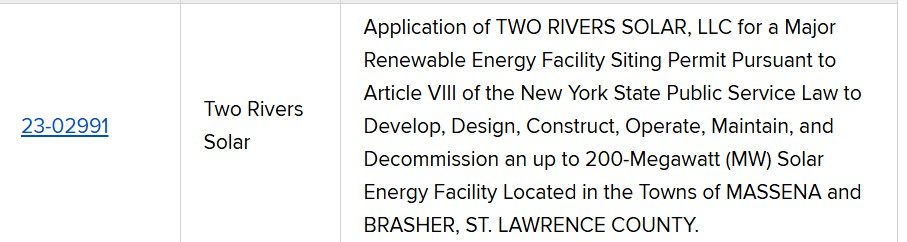 23-02991
Two Rivers
Solar
Application of TWO RIVERS SOLAR, LLC for a Major
Renewable Energy Facility Siting Permit Pursuant to
Article VIII of the New York State Public Service Law to
Develop, Design, Construct, Operate, Maintain, and
Decommission an up to 200-Megawatt (MW) Solar
Energy Facility Located in the Towns of MASSENA and
BRASHER, ST. LAWRENCE COUNTY.